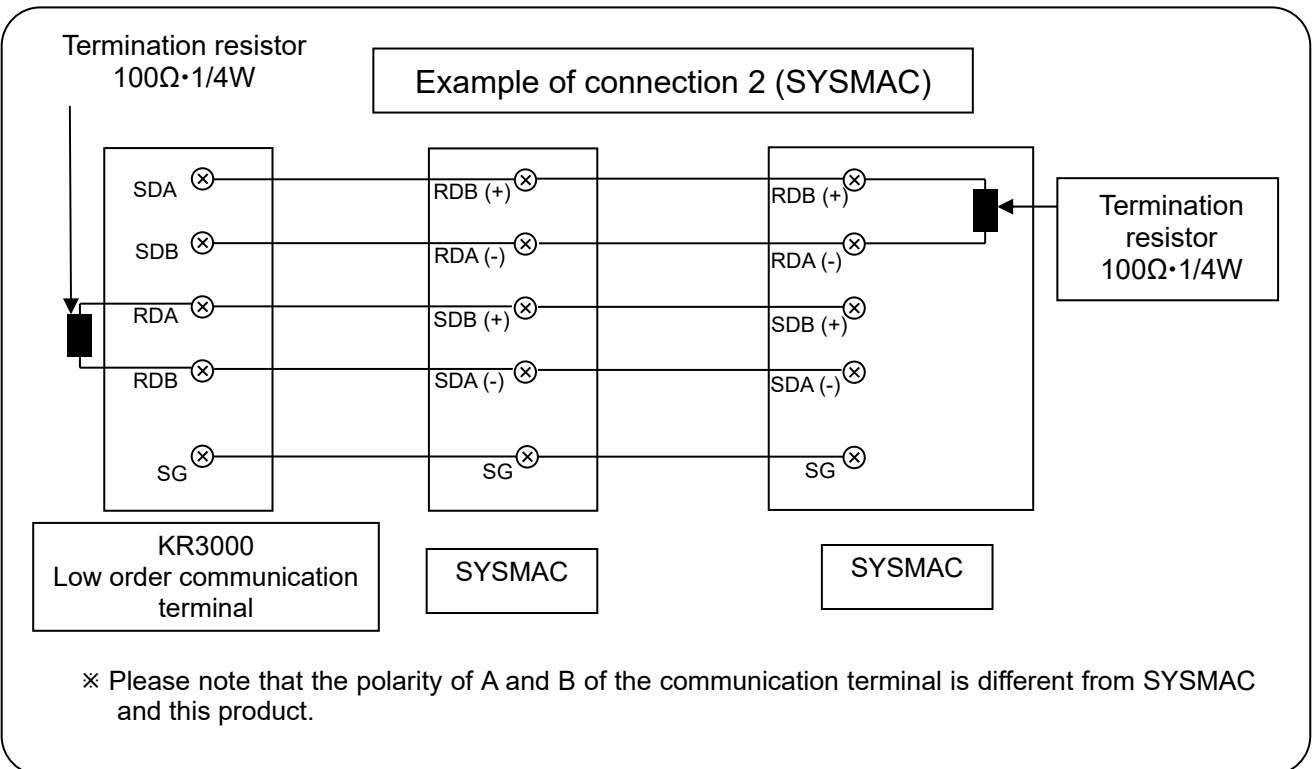 Termination resistor
100Ω・1/4W
Example of connection 2 (SYSMAC)
SDA
SDB
RDA
RDB
SG
RDB (+)
RDA (-)
SDB (+)
SDA (-)
SG
RDB (+)
RDA (-)
SDB (+)
SDA (-)
SG
Termination
resistor
100Ω・1/4W
KR3000
Low order communication
terminal
SYSMAC
SYSMAC
※ Please note that the polarity of A and B of the communication terminal is different from SYSMAC
and this product.